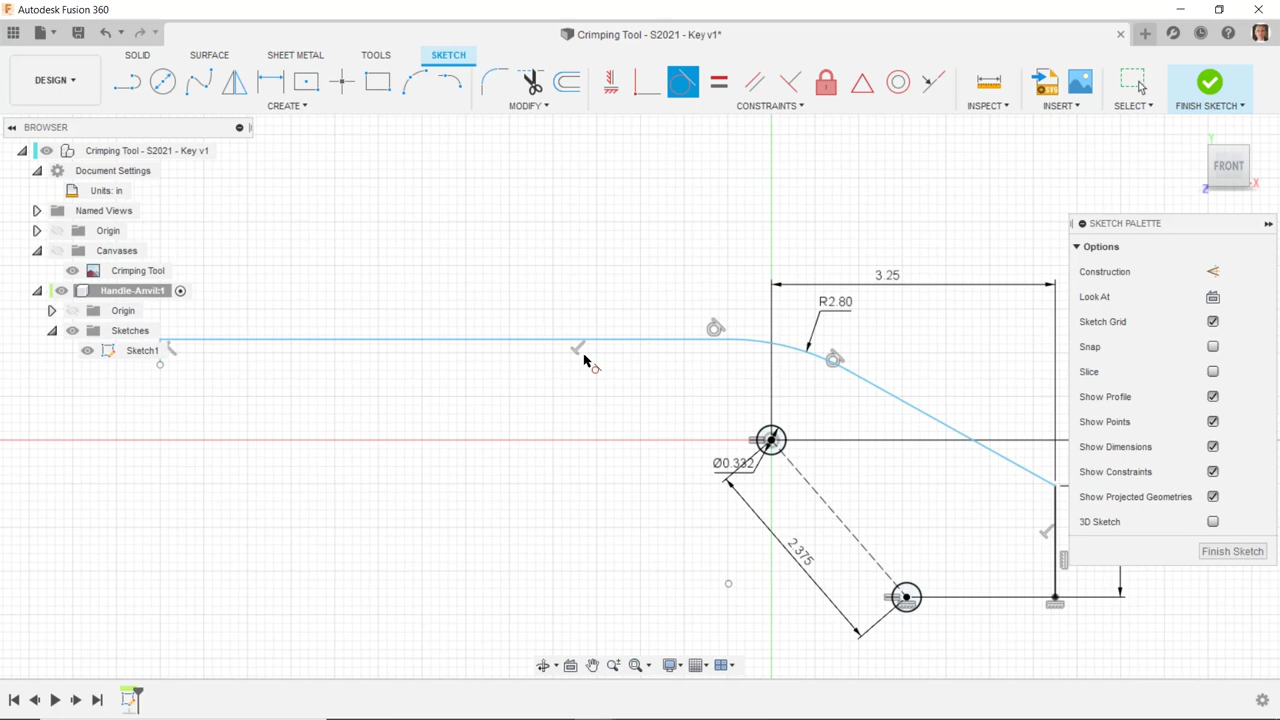 Autodesk Fusion 360
Crimping Tool - S2021 - Key v1*
DESIGN
SOLID
SURFACE
SHEET METAL
TOOLS
SKETCH
CREATE
MODIFY
CONSTRAINTS
INSPECT
INSERT
SELECT
FINISH SKETCH
BROWSER
Crimping Tool - S2021 - Key v1
Document Settings
Units: in
Named Views
Origin
Canvases
Crimping Tool
Handle-Anvil:1
Origin
Sketches
Sketch1
Y
FRONT
X
Z
3.25
R2.80
Ø0.332
2.375
SKETCH PALETTE
Options
Construction
Look At
Sketch Grid
Snap
Slice
Show Profile
Show Points
Show Dimensions
Show Constraints
Show Projected Geometries
3D Sketch
Finish Sketch